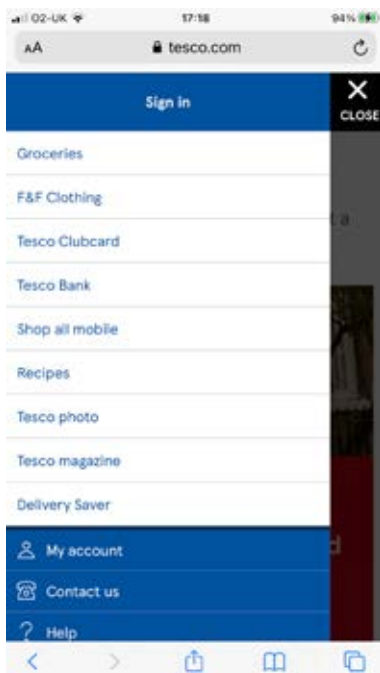 O2-UK 17:18 94%
AA tesco.com
Sign in
CLOSE
Groceries
F&F Clothing
t a
Tesco Clubcard
Tesco Bank
Shop all mobile
Recipes
Tesco photo
Tesco magazine
Delivery Saver
My account
d
Contact us
? Help